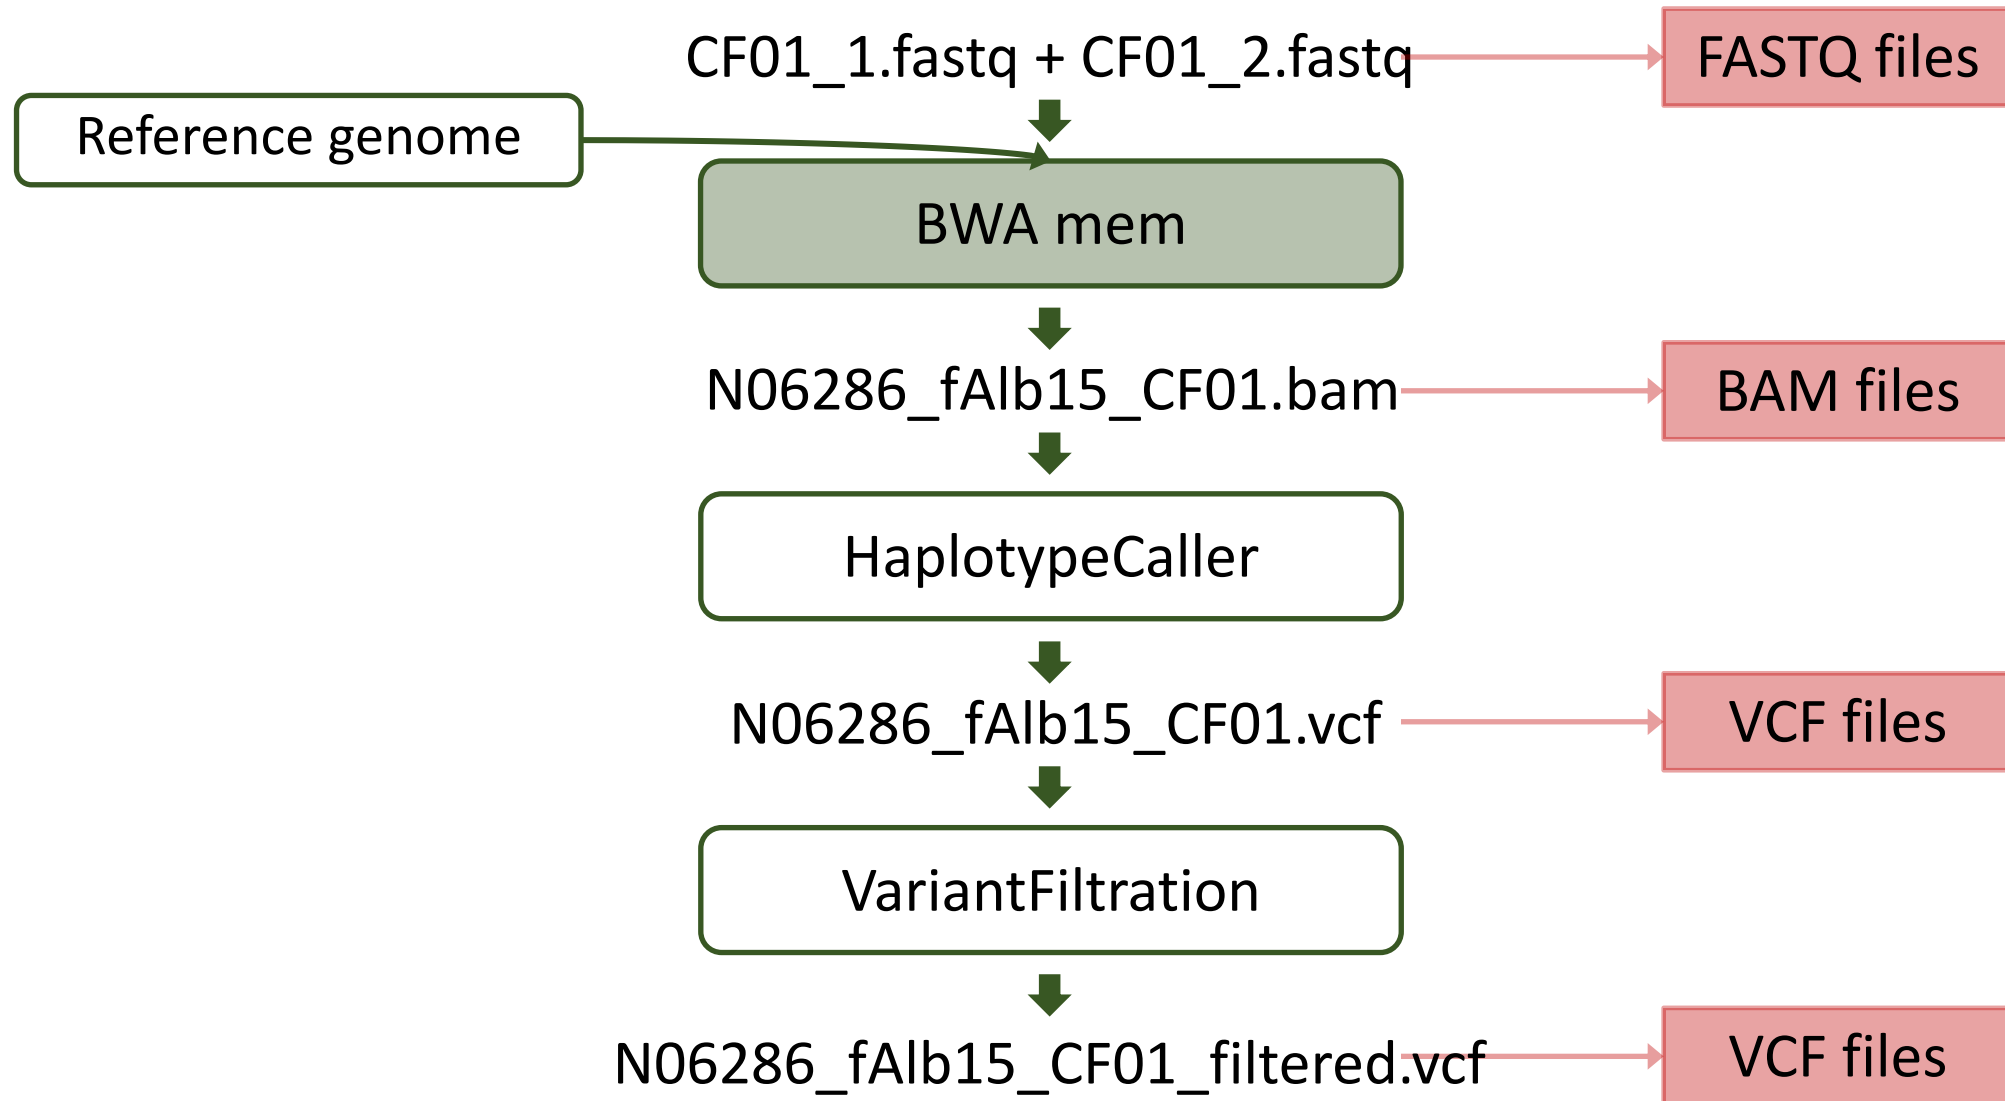 CF01_1.fastq + CF01_2.fastq
FASTQ files
Reference genome
BWA mem
N06286_fAlb15_CF01.bam
BAM files
HaplotypeCaller
N06286_fAlb15_CF01.vcf
VCF files
VariantFiltration
N06286_fAlb15_CF01_filtered.vcf
VCF files